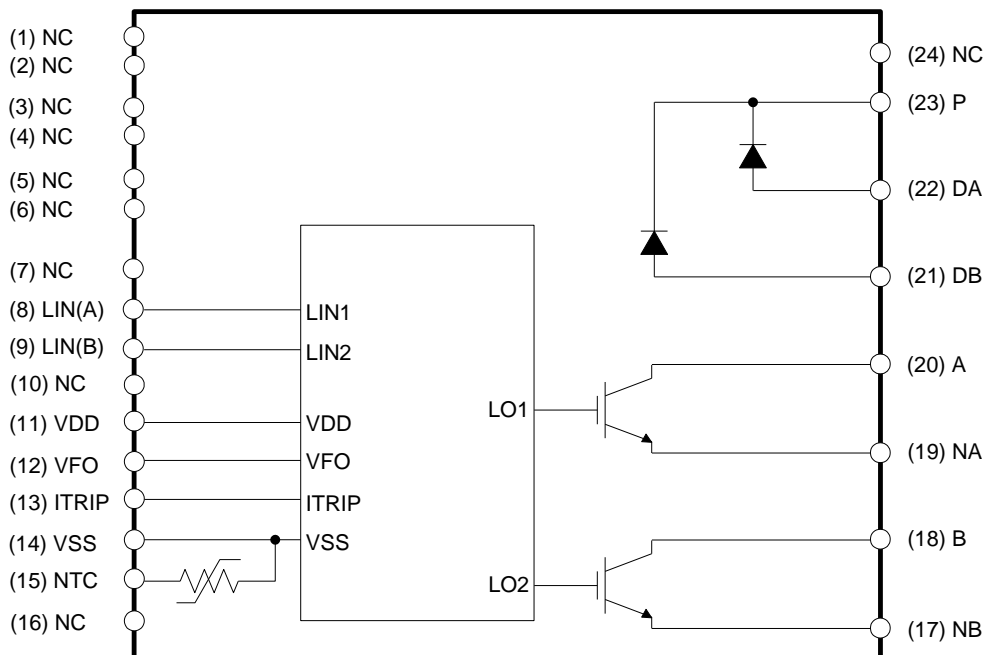 (1) NC
(2) NC
(3) NC
(4) NC
(5) NC
(6) NC
(7) NC
(8) LIN(A)
(9) LIN(B)
(10) NC
(11) VDD
(12) VFO
(13) ITRIP
(14) VSS
(15) NTC
(16) NC
LIN1
LIN2
VDD
VFO
ITRIP
VSS
LO1
LO2
(24) NC
(23) P
(22) DA
(21) DB
(20) A
(19) NA
(18) B
(17) NB